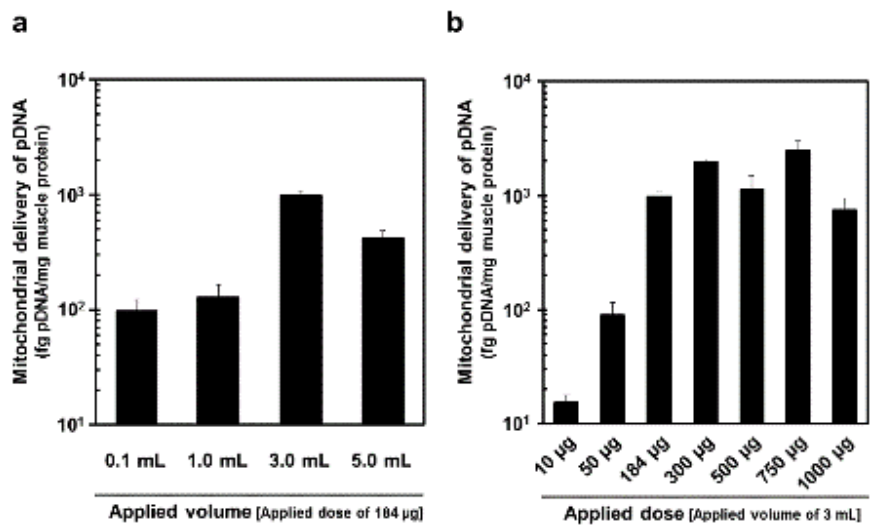 a
Mitochondrial delivery of pDNA
(fg pDNA/mg muscle protein)
10⁴
10³
10²
10¹
0.1 mL 1.0 mL 3.0 mL 5.0 mL
Applied volume [Applied dose of 184 µg]
b
Mitochondrial delivery of pDNA
(fg pDNA/mg muscle protein)
10⁴
10³
10²
10¹
10 µg 50 µg 184 µg 300 µg 500 µg 750 µg 1000 µg
Applied dose [Applied volume of 3 mL]